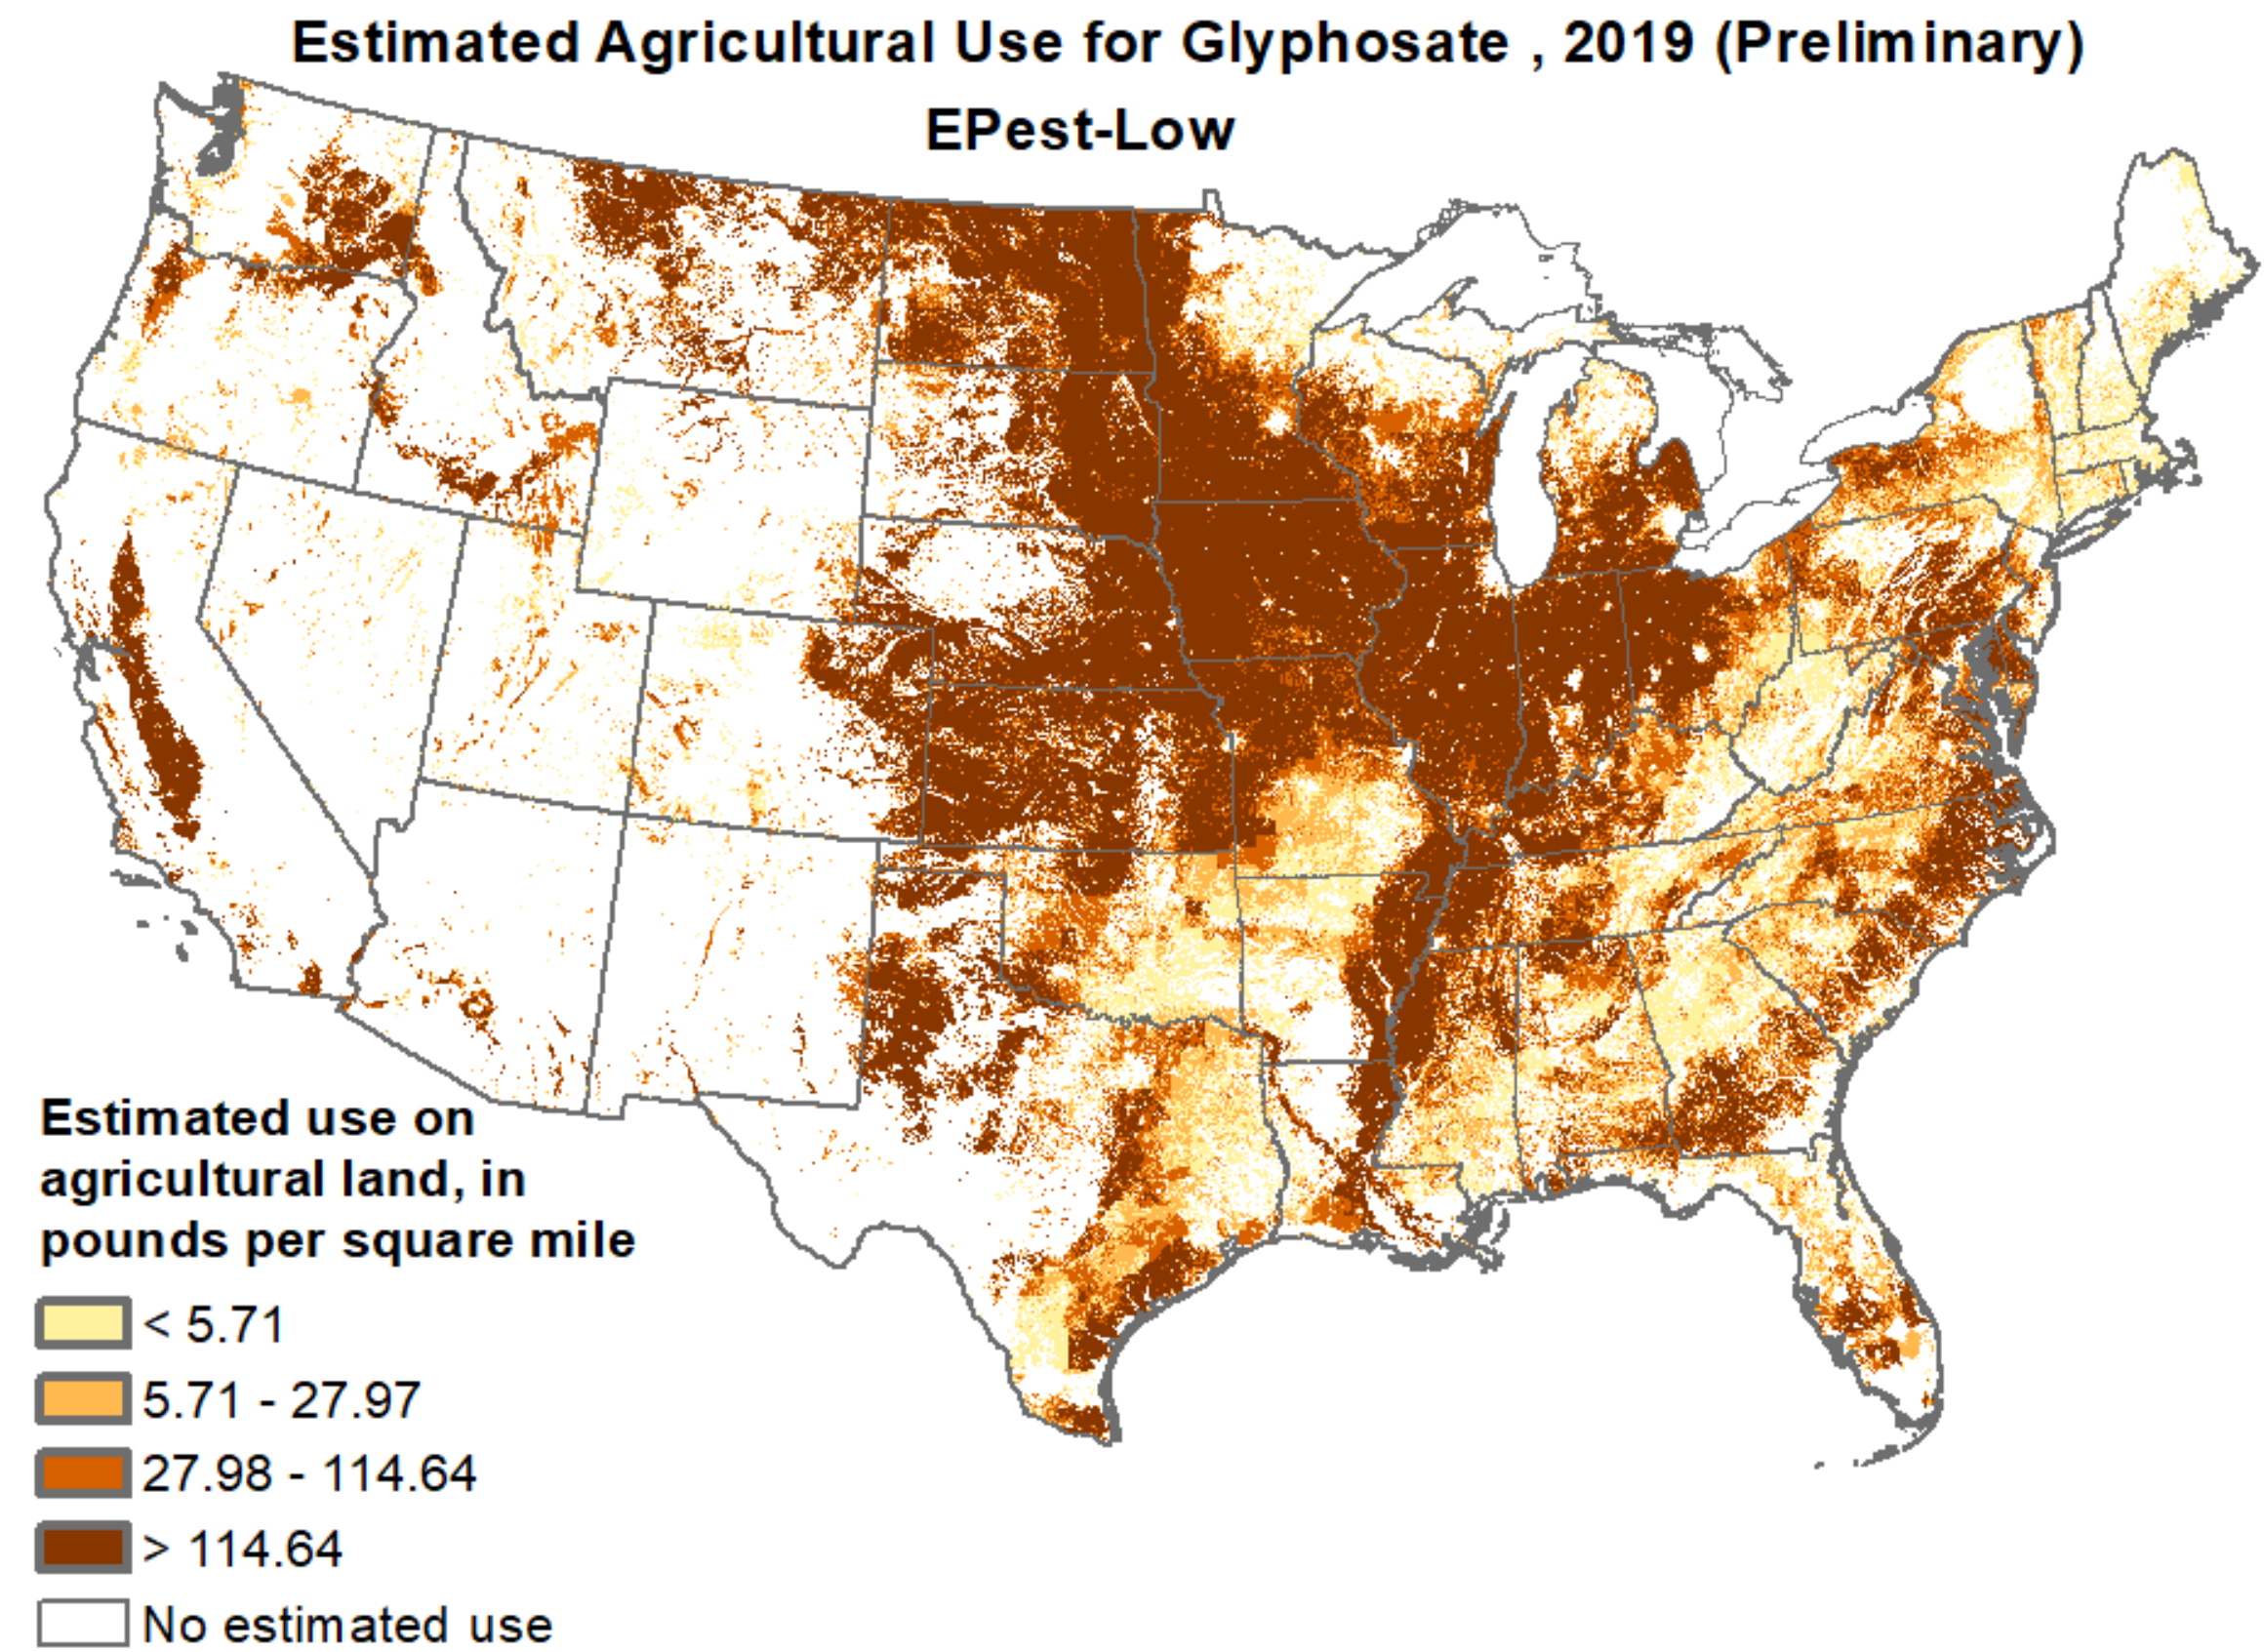 Estimated Agricultural Use for Glyphosate , 2019 (Preliminary)
EPest-Low
Estimated use on
agricultural land, in
pounds per square mile
< 5.71
5.71 - 27.97
27.98 - 114.64
> 114.64
No estimated use